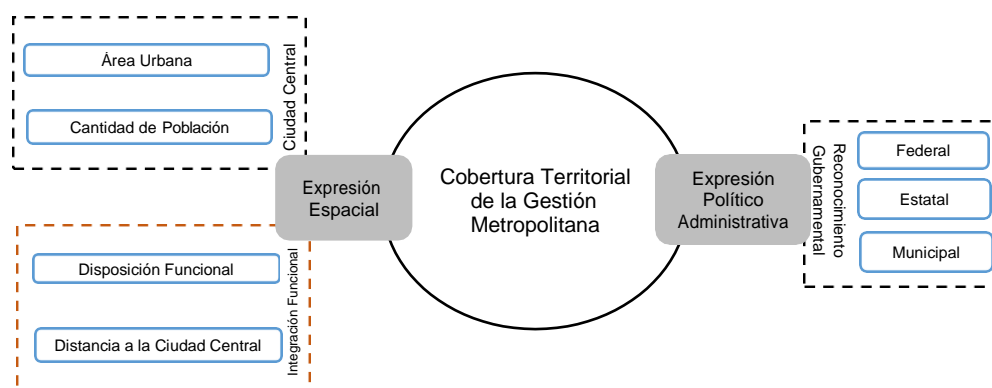 Área Urbana
Cantidad de Población
Ciudad Central
Expresión
Espacial
Disposición Funcional
Distancia a la Ciudad Central
Integración Funcional
Cobertura Territorial
de la Gestión
Metropolitana
Expresión
Político
Administrativa
Reconocimiento
Gubernamental
Federal
Estatal
Municipal